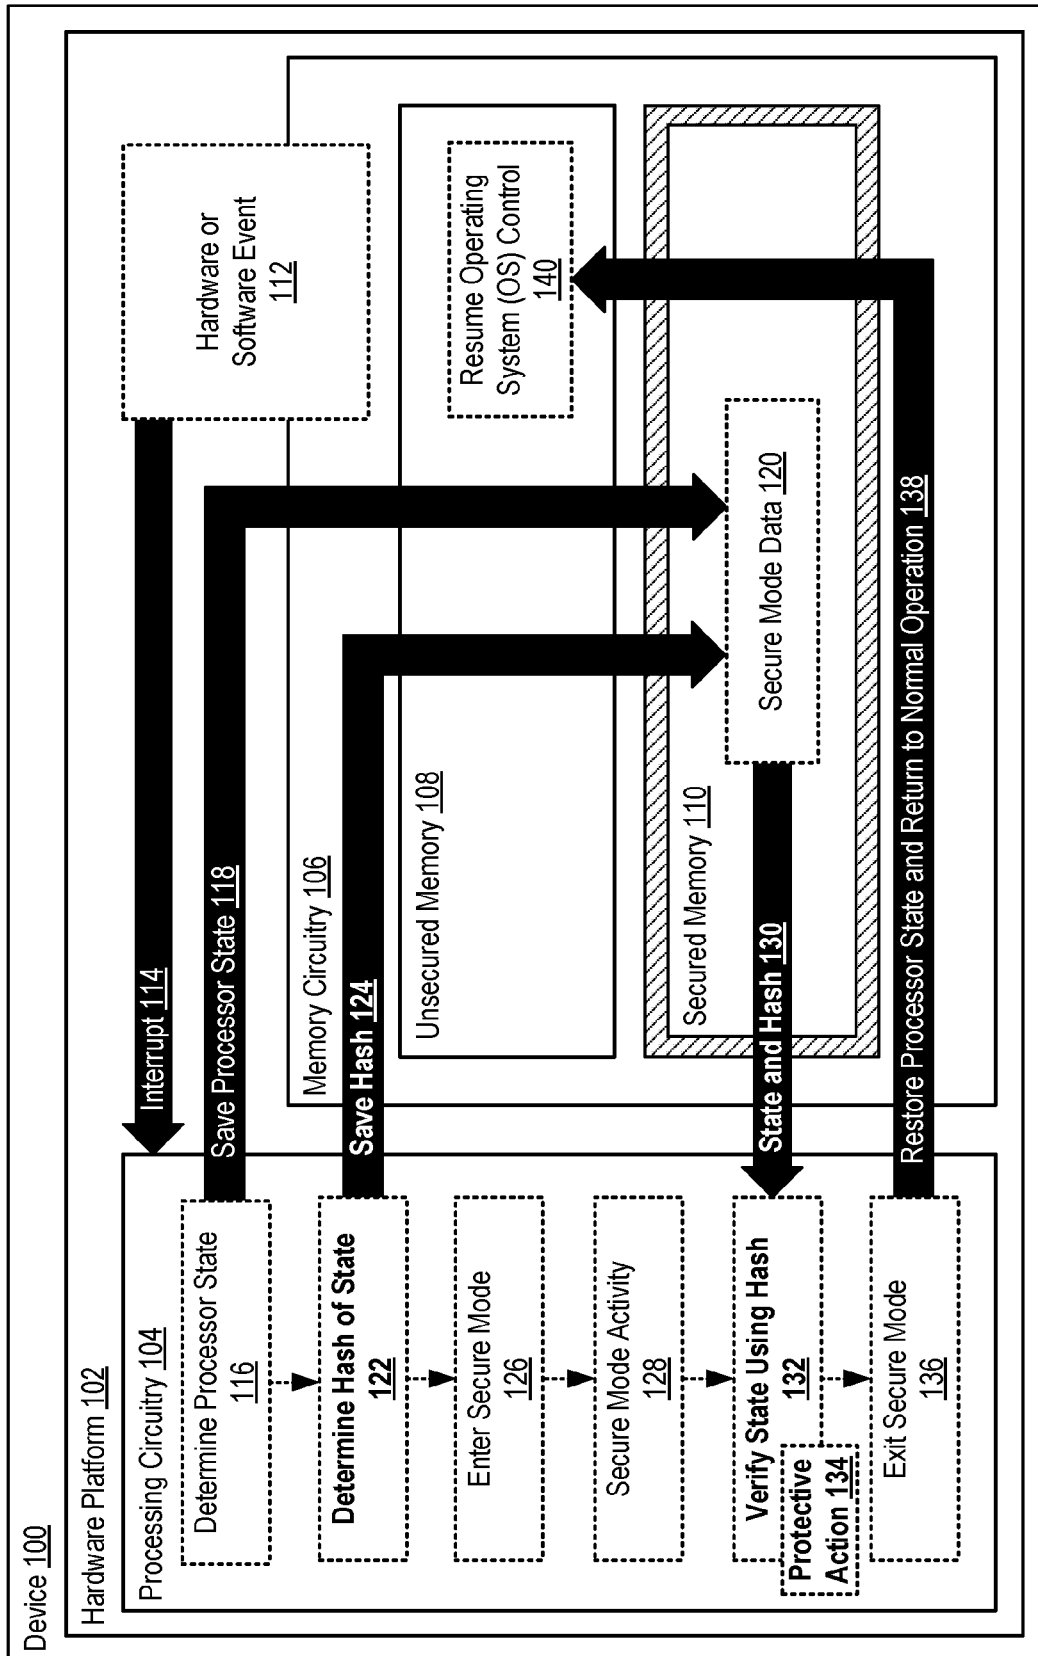 Device 100
Hardware Platform 102
Processing Circuitry 104
Determine Processor State
116
Determine Hash of State
122
Enter Secure Mode
126
Secure Mode Activity
128
Verify State Using Hash
132
Protective
Action 134
Exit Secure Mode
136
Interrupt 114
Save Processor State 118
Save Hash 124
State and Hash 130
Restore Processor State and Return to Normal Operation 138
Hardware or
Software Event
112
Memory Circuitry 106
Unsecured Memory 108
Resume Operating
System (OS) Control
140
Secured Memory 110
Secure Mode Data 120